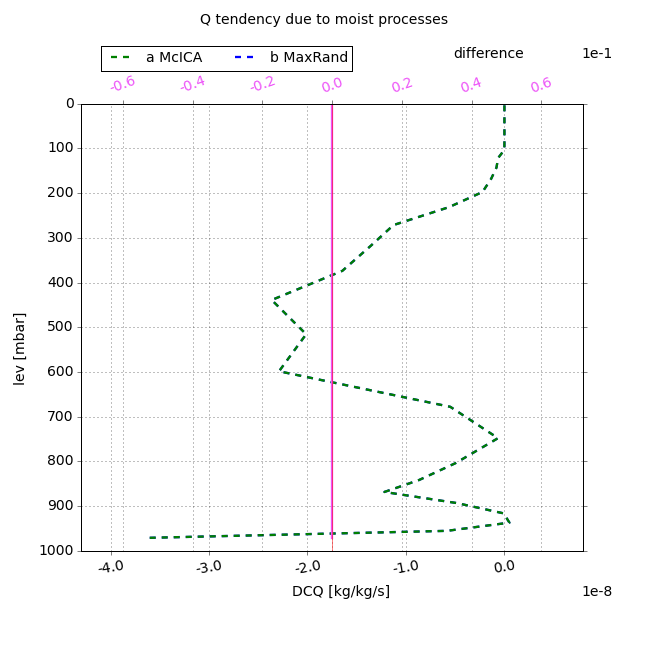 Q tendency due to moist processes
a McICA b MaxRand difference 1e-1
-0.6 -0.4 -0.2 0.0 0.2 0.4 0.6
0
100
200
300
400
500
600
700
800
900
1000
lev [mbar]
-4.0 -3.0 -2.0 -1.0 0.0
DCQ [kg/kg/s] 1e-8